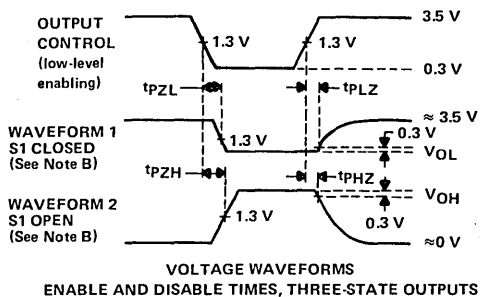 OUTPUT
CONTROL
(low-level
enabling)
3.5 V
1.3 V
1.3 V
0.3 V
tPZL
tPLZ
WAVEFORM 1
S1 CLOSED
(See Note B)
≈ 3.5 V
0.3 V
1.3 V
VOL
tPZH
tPHZ
WAVEFORM 2
S1 OPEN
(See Note B)
VOH
1.3 V
0.3 V
≈0 V
VOLTAGE WAVEFORMS
ENABLE AND DISABLE TIMES, THREE-STATE OUTPUTS